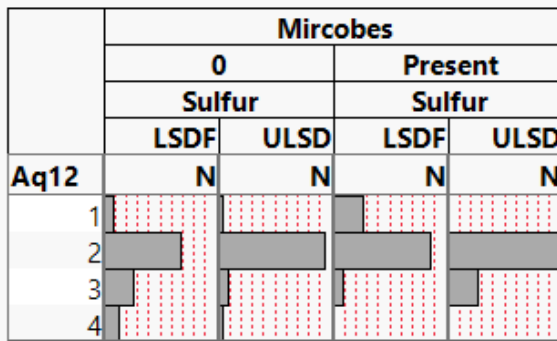 Mircobes
0 Present
Sulfur Sulfur
LSDF ULSD LSDF ULSD
Aq12 N N N N
1
2
3
4